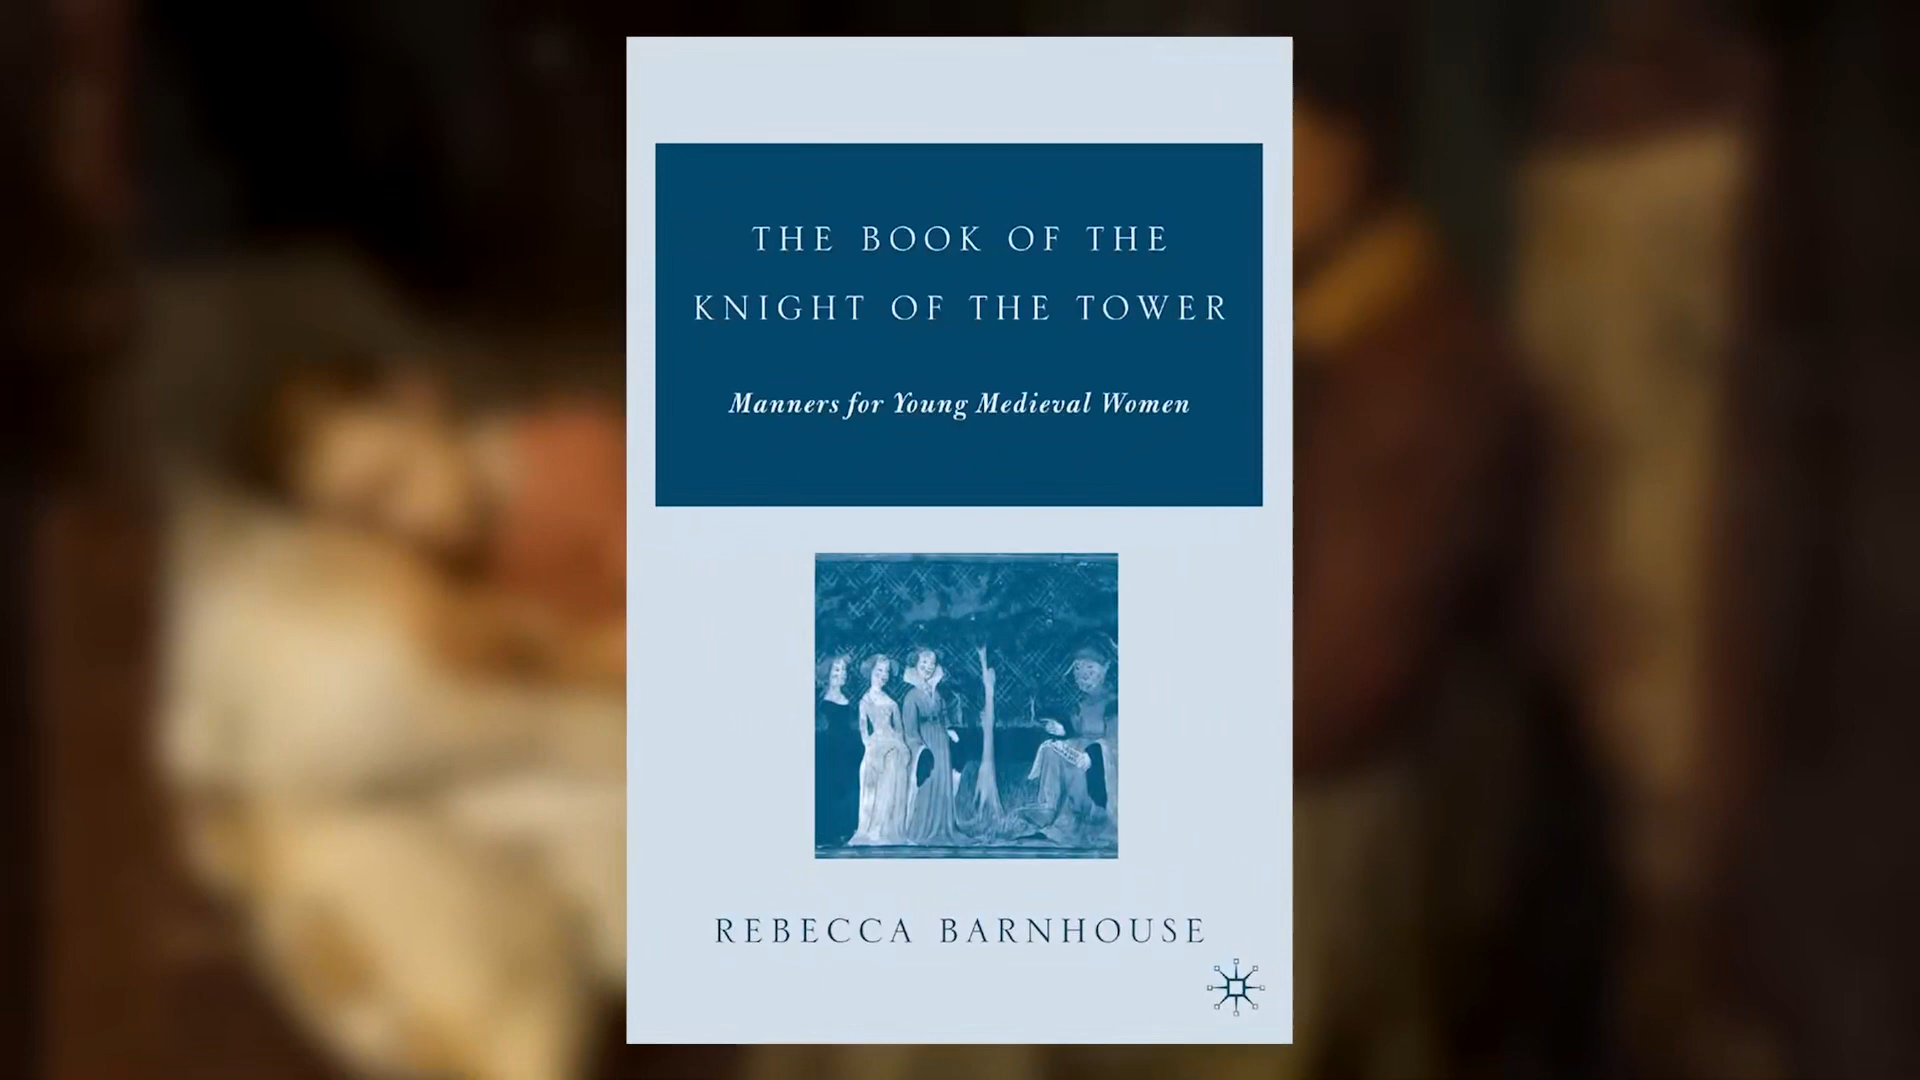 THE BOOK OF THE
KNIGHT OF THE TOWER
Manners for Young Medieval Women
REBECCA BARNHOUSE